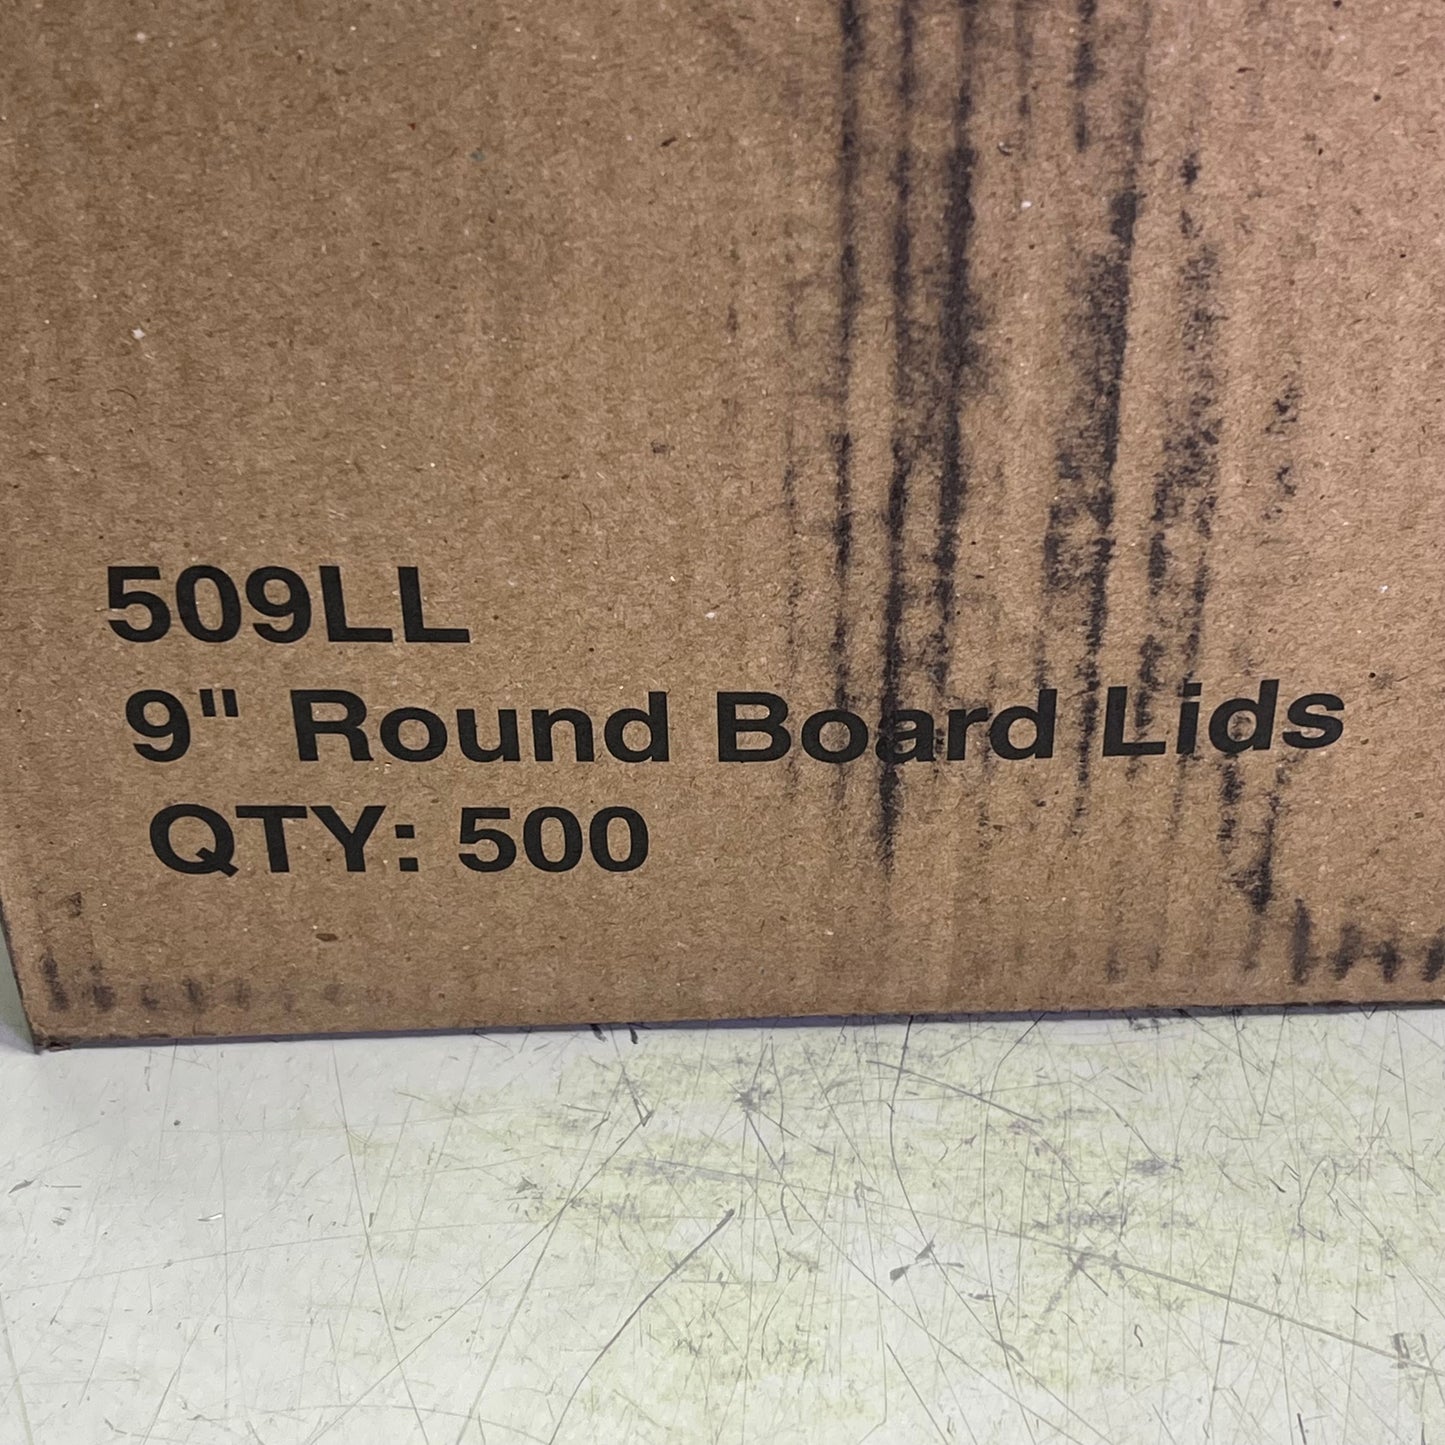 509LL
9" Round Board Lids
QTY: 500